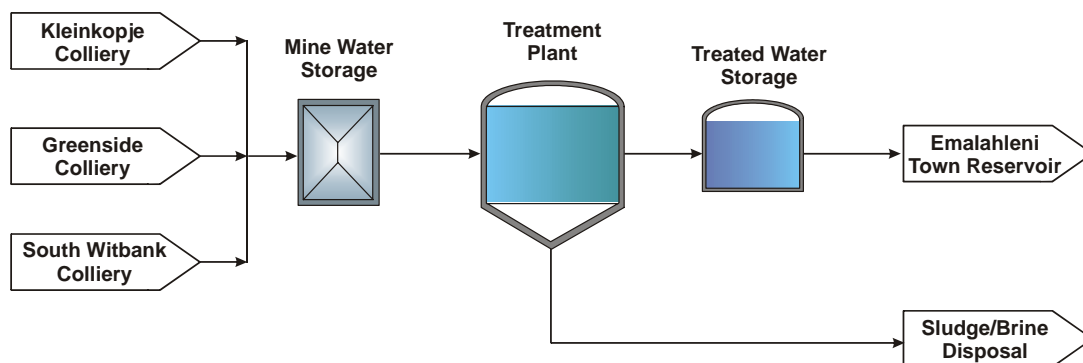 Kleinkopje
Colliery
Greenside
Colliery
South Witbank
Colliery
Mine Water
Storage
Treatment
Plant
Treated Water
Storage
Emalahleni
Town Reservoir
Sludge/Brine
Disposal